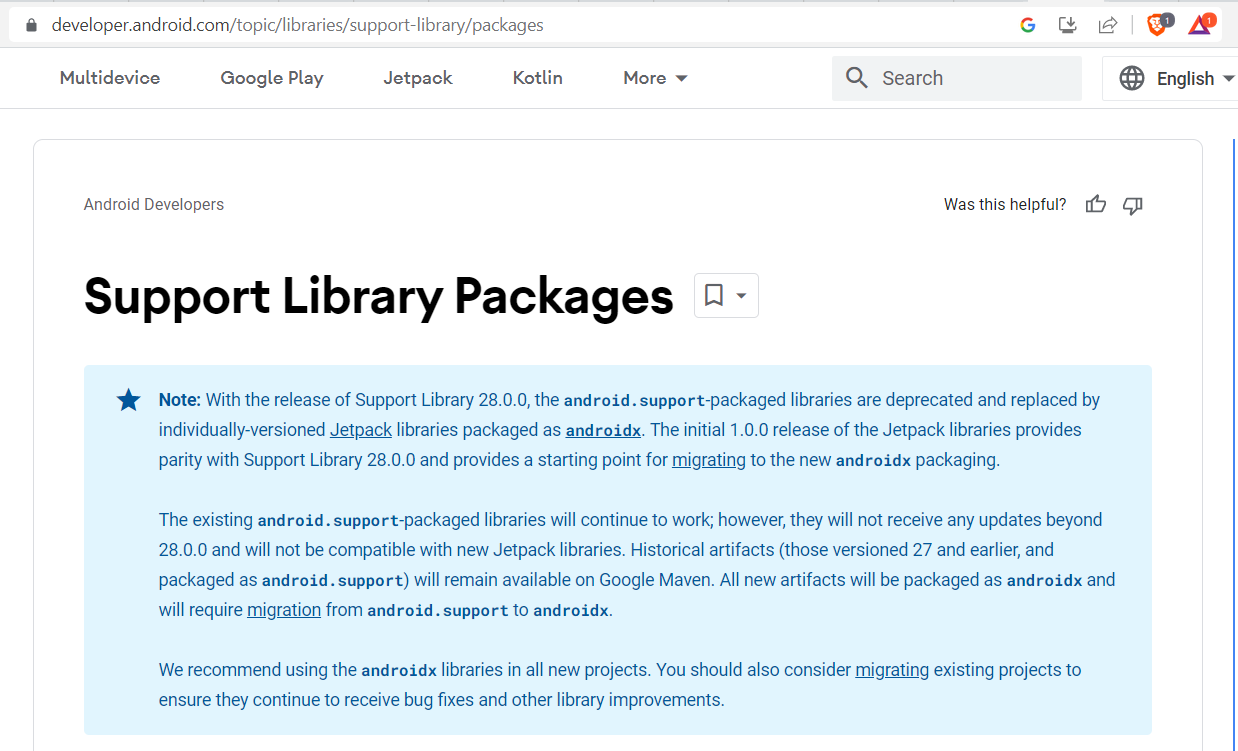 developer.android.com/topic/libraries/support-library/packages
1
1
Multidevice Google Play Jetpack Kotlin More Search English
Android Developers Was this helpful?
Support Library Packages
Note: With the release of Support Library 28.0.0, the android.support-packaged libraries are deprecated and replaced by
individually-versioned Jetpack libraries packaged as androidx. The initial 1.0.0 release of the Jetpack libraries provides
parity with Support Library 28.0.0 and provides a starting point for migrating to the new androidx packaging.
The existing android.support-packaged libraries will continue to work; however, they will not receive any updates beyond
28.0.0 and will not be compatible with new Jetpack libraries. Historical artifacts (those versioned 27 and earlier, and
packaged as android.support) will remain available on Google Maven. All new artifacts will be packaged as androidx and
will require migration from android.support to androidx.
We recommend using the androidx libraries in all new projects. You should also consider migrating existing projects to
ensure they continue to receive bug fixes and other library improvements.